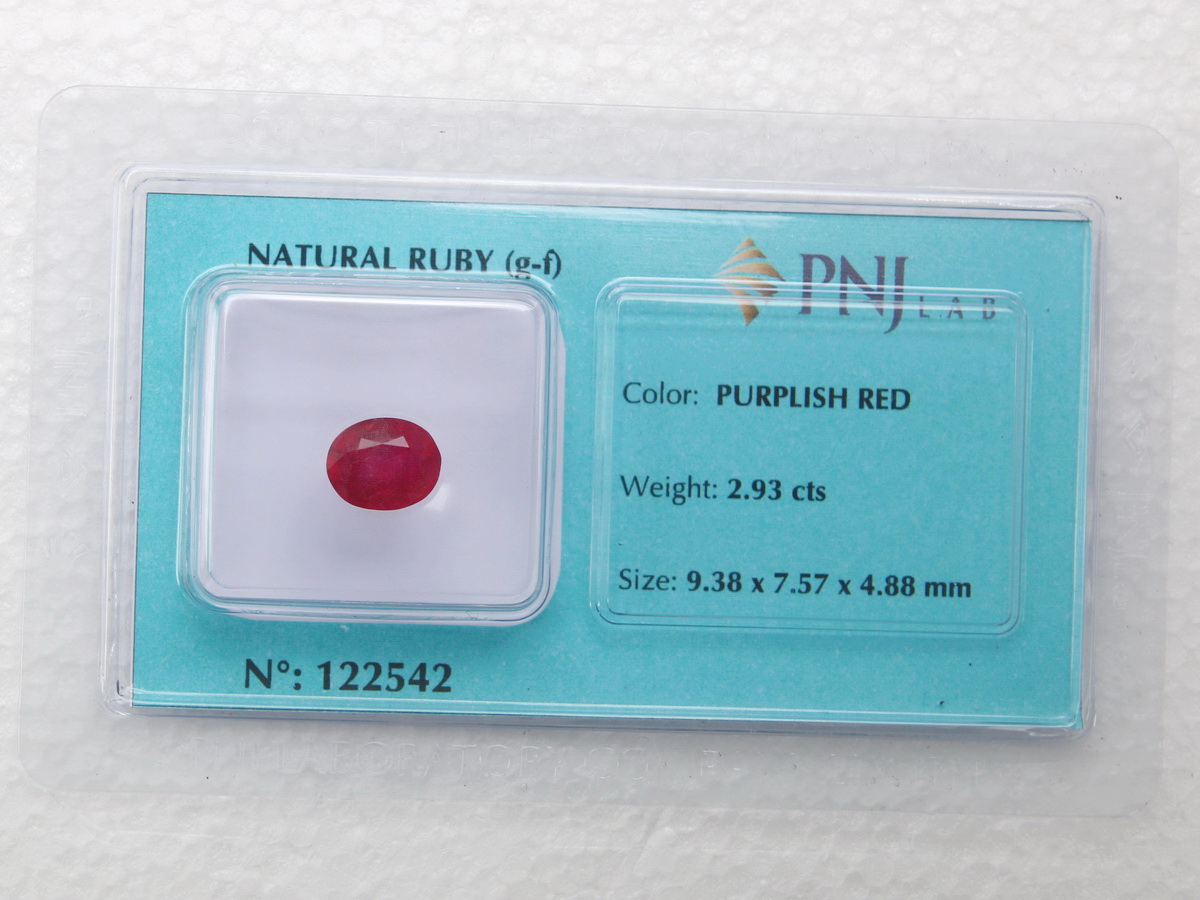 NATURAL RUBY (g-f)
PNJ LAB
Color: PURPLISH RED
Weight: 2.93 cts
Size: 9.38 x 7.57 x 4.88 mm
N°: 122542